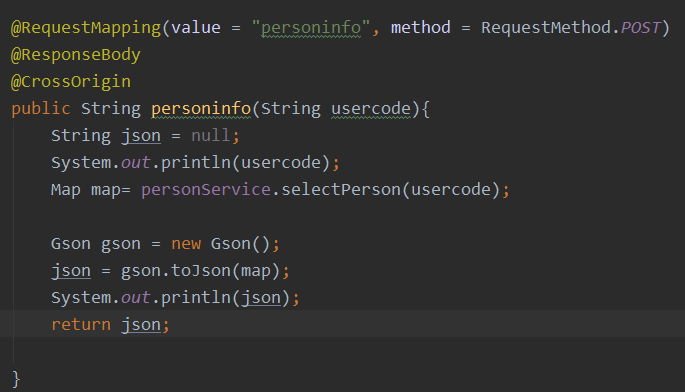 @RequestMapping(value = "personinfo", method = RequestMethod.POST)
@ResponseBody
@CrossOrigin
public String personinfo(String usercode){
String json = null;
System.out.println(usercode);
Map map= personService.selectPerson(usercode);
Gson gson = new Gson();
json = gson.toJson(map);
System.out.println(json);
return json;
}